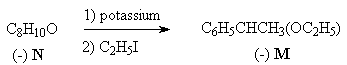 C₈H₁₀O 1) potassium C₆H₅CHCH₃(OC₂H₅)
(-) N 2) C₂H₅I (-) M